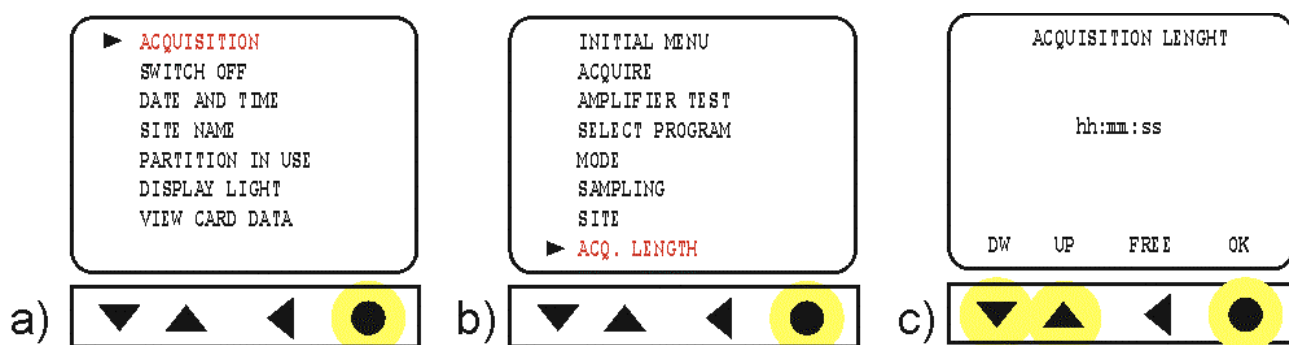 ACQUISITION
SWITCH OFF
DATE AND TIME
SITE NAME
PARTITION IN USE
DISPLAY LIGHT
VIEW CARD DATA
a)
INITIAL MENU
ACQUIRE
AMPLIFIER TEST
SELECT PROGRAM
MODE
SAMPLING
SITE
ACQ. LENGTH
b)
ACQUISITION LENGHT
hh:mm:ss
DW UP FREE OK
c)